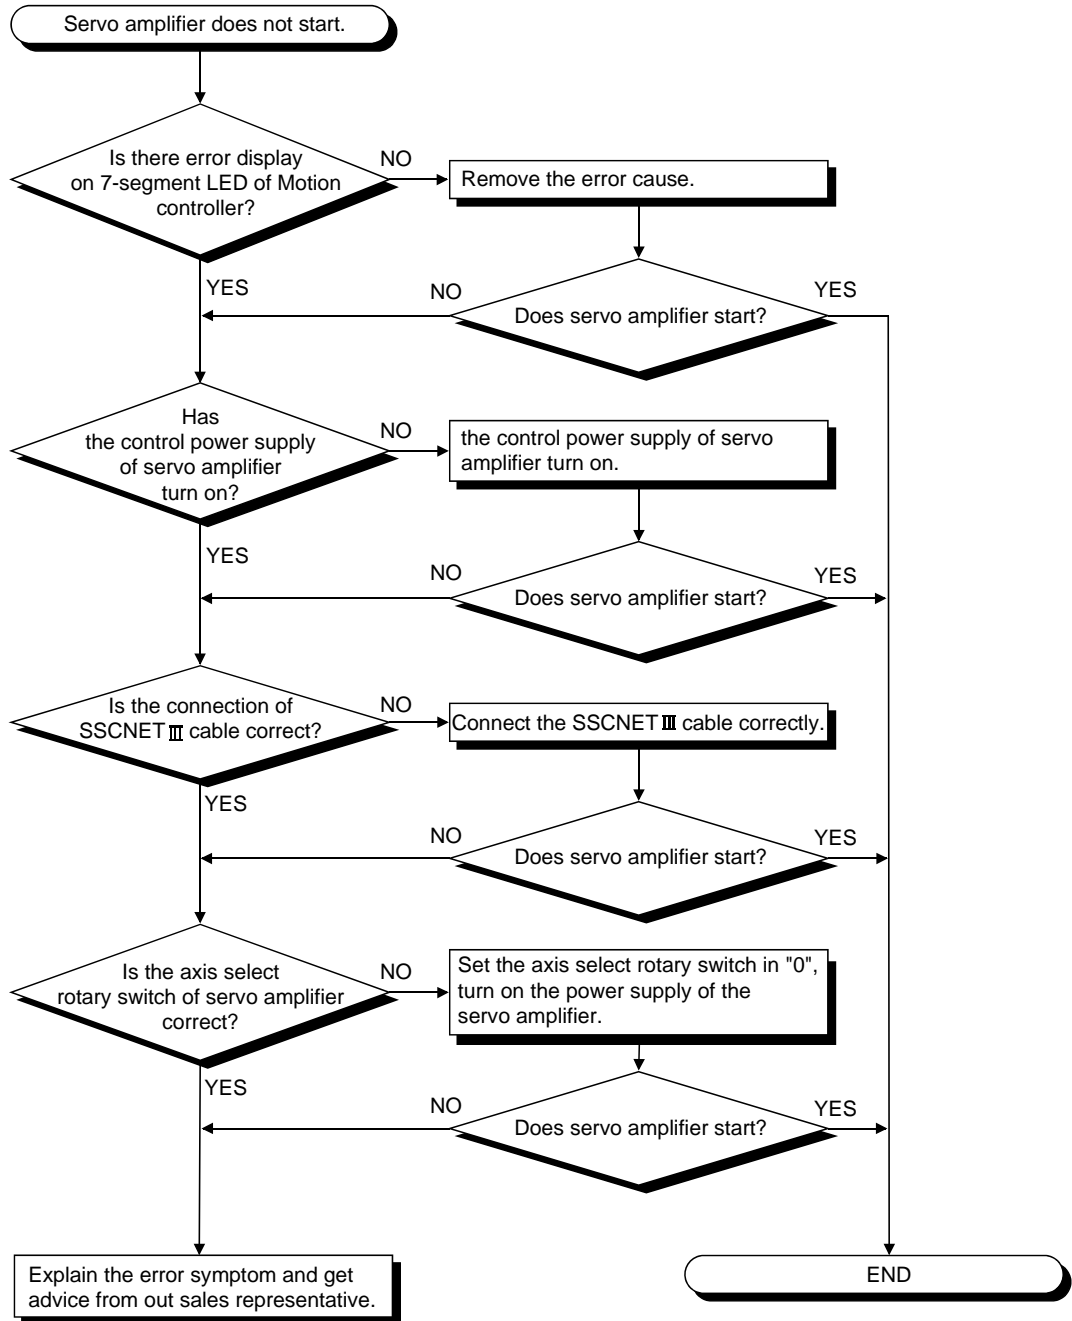 Servo amplifier does not start.
Is there error display
on 7-segment LED of Motion
controller?
NO
Remove the error cause.
YES
NO
Does servo amplifier start?
YES
Has
the control power supply
of servo amplifier
turn on?
NO
the control power supply of servo
amplifier turn on.
YES
NO
Does servo amplifier start?
YES
Is the connection of
SSCNETⅢ cable correct?
NO
Connect the SSCNETⅢ cable correctly.
YES
NO
Does servo amplifier start?
YES
Is the axis select
rotary switch of servo amplifier
correct?
NO
Set the axis select rotary switch in "0",
turn on the power supply of the
servo amplifier.
YES
NO
Does servo amplifier start?
YES
Explain the error symptom and get
advice from out sales representative.
END